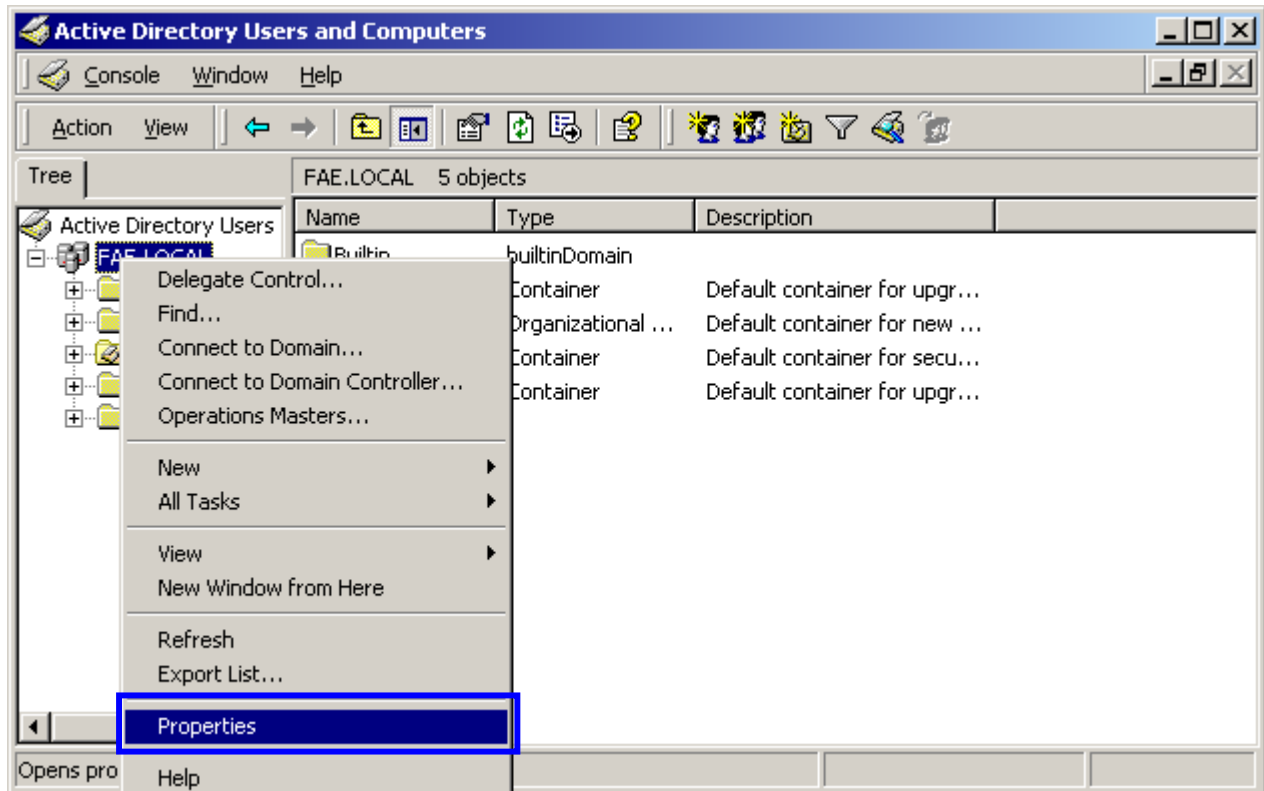 Active Directory Users and Computers
Console Window Help
Action View
Tree
FAE.LOCAL 5 objects
Active Directory Users
Name Type Description
FAE.LOCAL
Builtin builtinDomain
Container Default container for upgr...
Organizational ... Default container for new ...
Container Default container for secu...
Container Default container for upgr...
Delegate Control...
Find...
Connect to Domain...
Connect to Domain Controller...
Operations Masters...
New
All Tasks
View
New Window from Here
Refresh
Export List...
Properties
Help
Opens pro